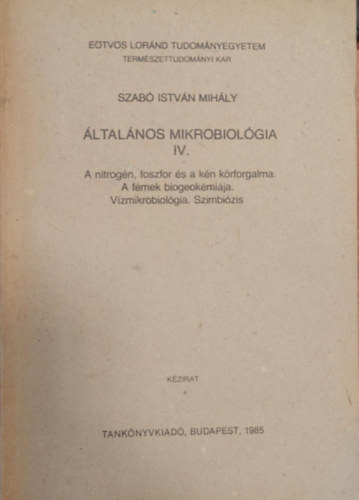 EÖTVÖS LORÁND TUDOMÁNYEGYETEM
TERMÉSZETTUDOMÁNYI KAR
SZABÓ ISTVÁN MIHÁLY
ÁLTALÁNOS MIKROBIOLÓGIA
IV.
A nitrogén, foszfor és a kén körforgalma.
A fémek biogeokémiája.
Vízmikrobiológia. Szimbiózis
KÉZIRAT
TANKÖNYVKIADÓ, BUDAPEST, 1985